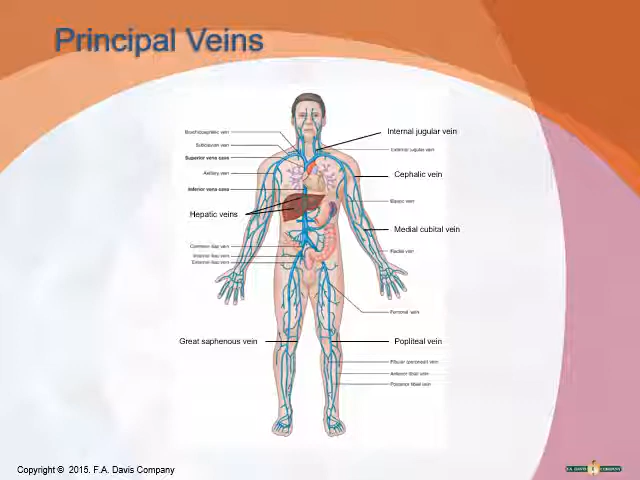 Principal Veins
Brachiocephalic vein
Subclavian vein
Superior vena cava
Axillary vein
Inferior vena cava
Hepatic veins
Common iliac vein
Internal iliac vein
External iliac vein
Great saphenous vein
Internal jugular vein
External jugular vein
Cephalic vein
Basilic vein
Medial cubital vein
Radial vein
Femoral vein
Popliteal vein
Fibular (peroneal) vein
Anterior tibial vein
Posterior tibial vein
Copyright © 2015. F.A. Davis Company
F.A. DAVIS COMPANY